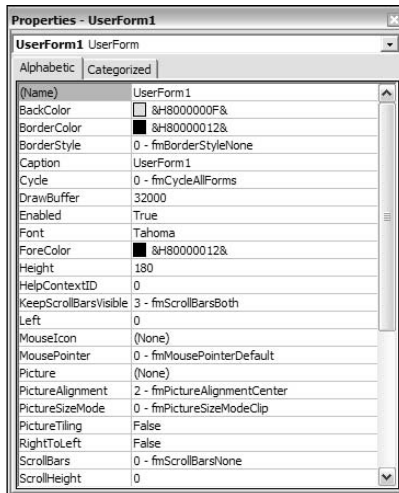 Properties - UserForm1
UserForm1 UserForm
Alphabetic Categorized
(Name) UserForm1
BackColor &H8000000F&
BorderColor &H80000012&
BorderStyle 0 - fmBorderStyleNone
Caption UserForm1
Cycle 0 - fmCycleAllForms
DrawBuffer 32000
Enabled True
Font Tahoma
ForeColor &H80000012&
Height 180
HelpContextID 0
KeepScrollBarsVisible 3 - fmScrollBarsBoth
Left 0
MouseIcon (None)
MousePointer 0 - fmMousePointerDefault
Picture (None)
PictureAlignment 2 - fmPictureAlignmentCenter
PictureSizeMode 0 - fmPictureSizeModeClip
PictureTiling False
RightToLeft False
ScrollBars 0 - fmScrollBarsNone
ScrollHeight 0